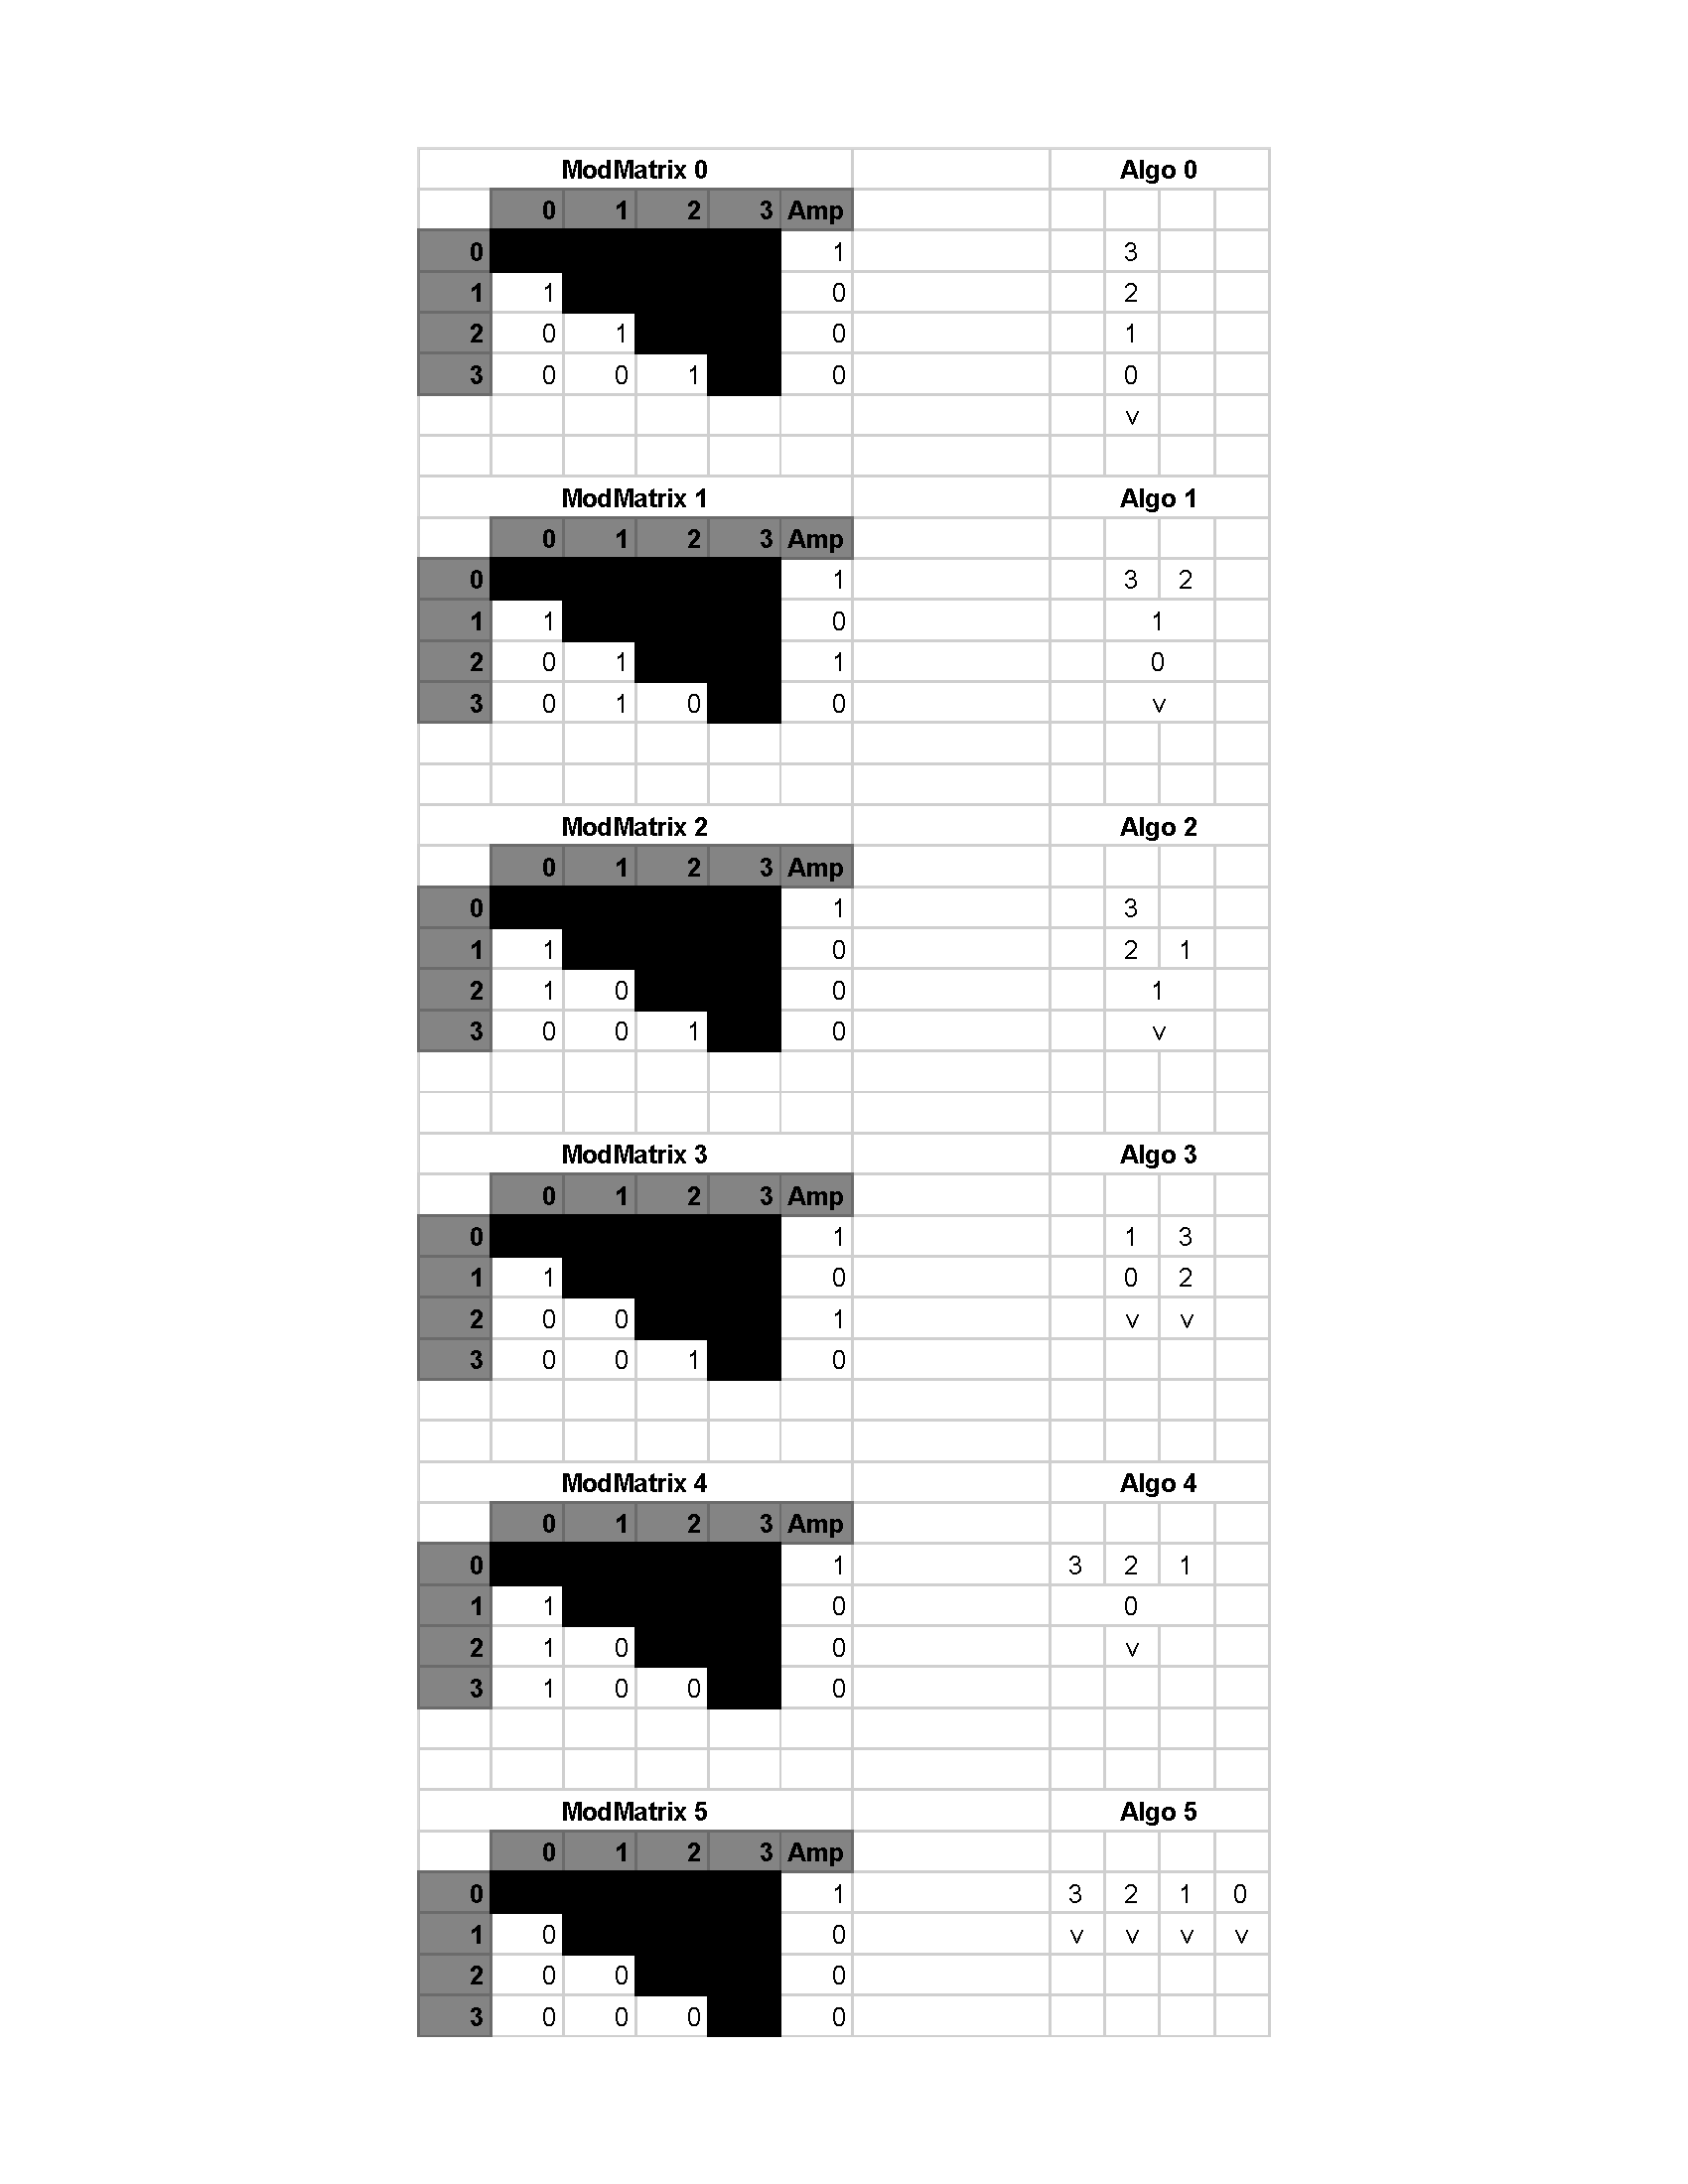 ModMatrix 0 Algo 0
0 1 2 3 Amp
0 1 3
1 1 0 2
2 0 1 0 1
3 0 0 1 0 0
v
ModMatrix 1 Algo 1
0 1 2 3 Amp
0 1 3 2
1 1 0 1
2 0 1 1 0
3 0 1 0 0 v
ModMatrix 2 Algo 2
0 1 2 3 Amp
0 1 3
1 1 0 2 1
2 1 0 0 1
3 0 0 1 0 v
ModMatrix 3 Algo 3
0 1 2 3 Amp
0 1 1 3
1 1 0 0 2
2 0 0 1 v v
3 0 0 1 0
ModMatrix 4 Algo 4
0 1 2 3 Amp
0 1 3 2 1
1 1 0 0
2 1 0 0 v
3 1 0 0 0
ModMatrix 5 Algo 5
0 1 2 3 Amp
0 1 3 2 1 0
1 0 0 v v v v
2 0 0 0
3 0 0 0 0